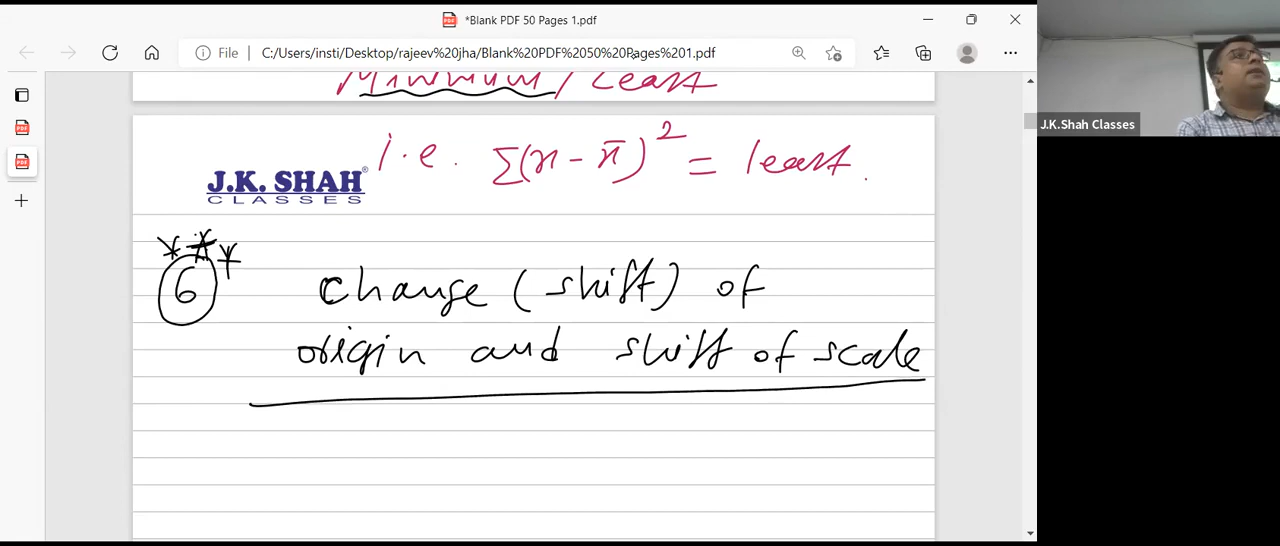 *Blank PDF 50 Pages 1.pdf
File C:/Users/insti/Desktop/rajeev%20jha/Blank%20PDF%2050%20Pages%201.pdf
Minimum / Least
i.e. Σ(x - x̄)² = least.
J.K. SHAH®
CLASSES
J.K.Shah Classes
*** 
6 change (shift) of
origin and shift of scale